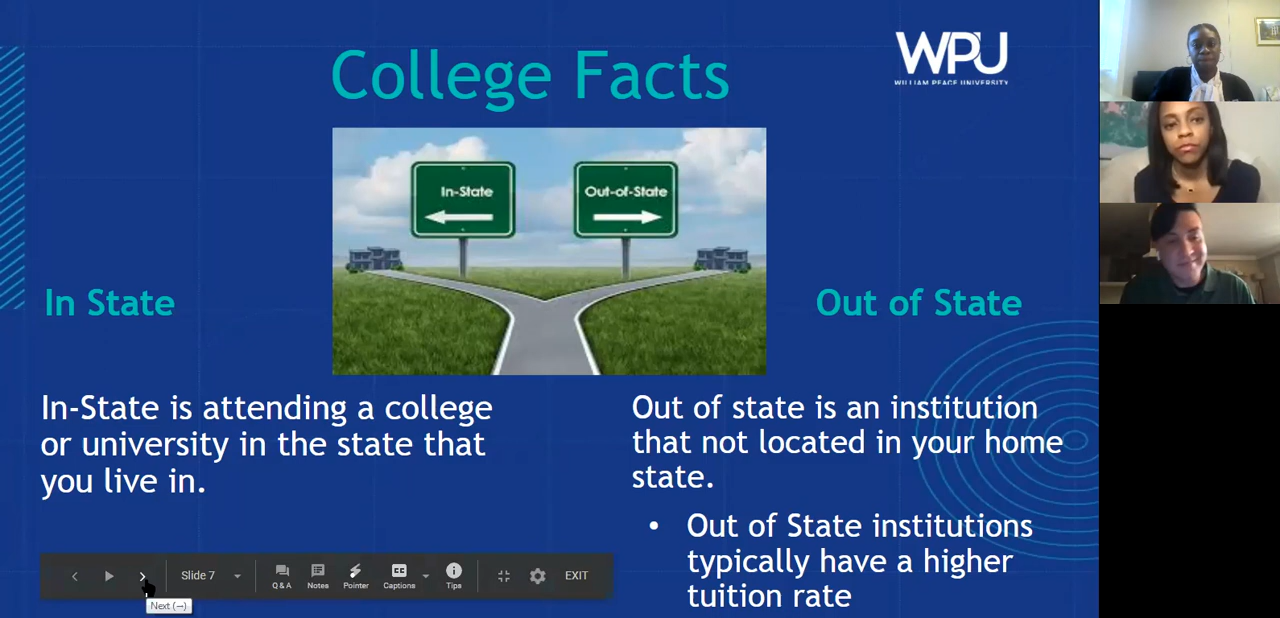 College Facts
WPU
WILLIAM PEACE UNIVERSITY
In-State
Out-of-State
In State
Out of State
In-State is attending a college
or university in the state that
you live in.
Out of state is an institution
that not located in your home
state.
• Out of State institutions
typically have a higher
tuition rate
Slide 7
Q & A
Notes
Pointer
Captions
Tips
EXIT
Next (→)